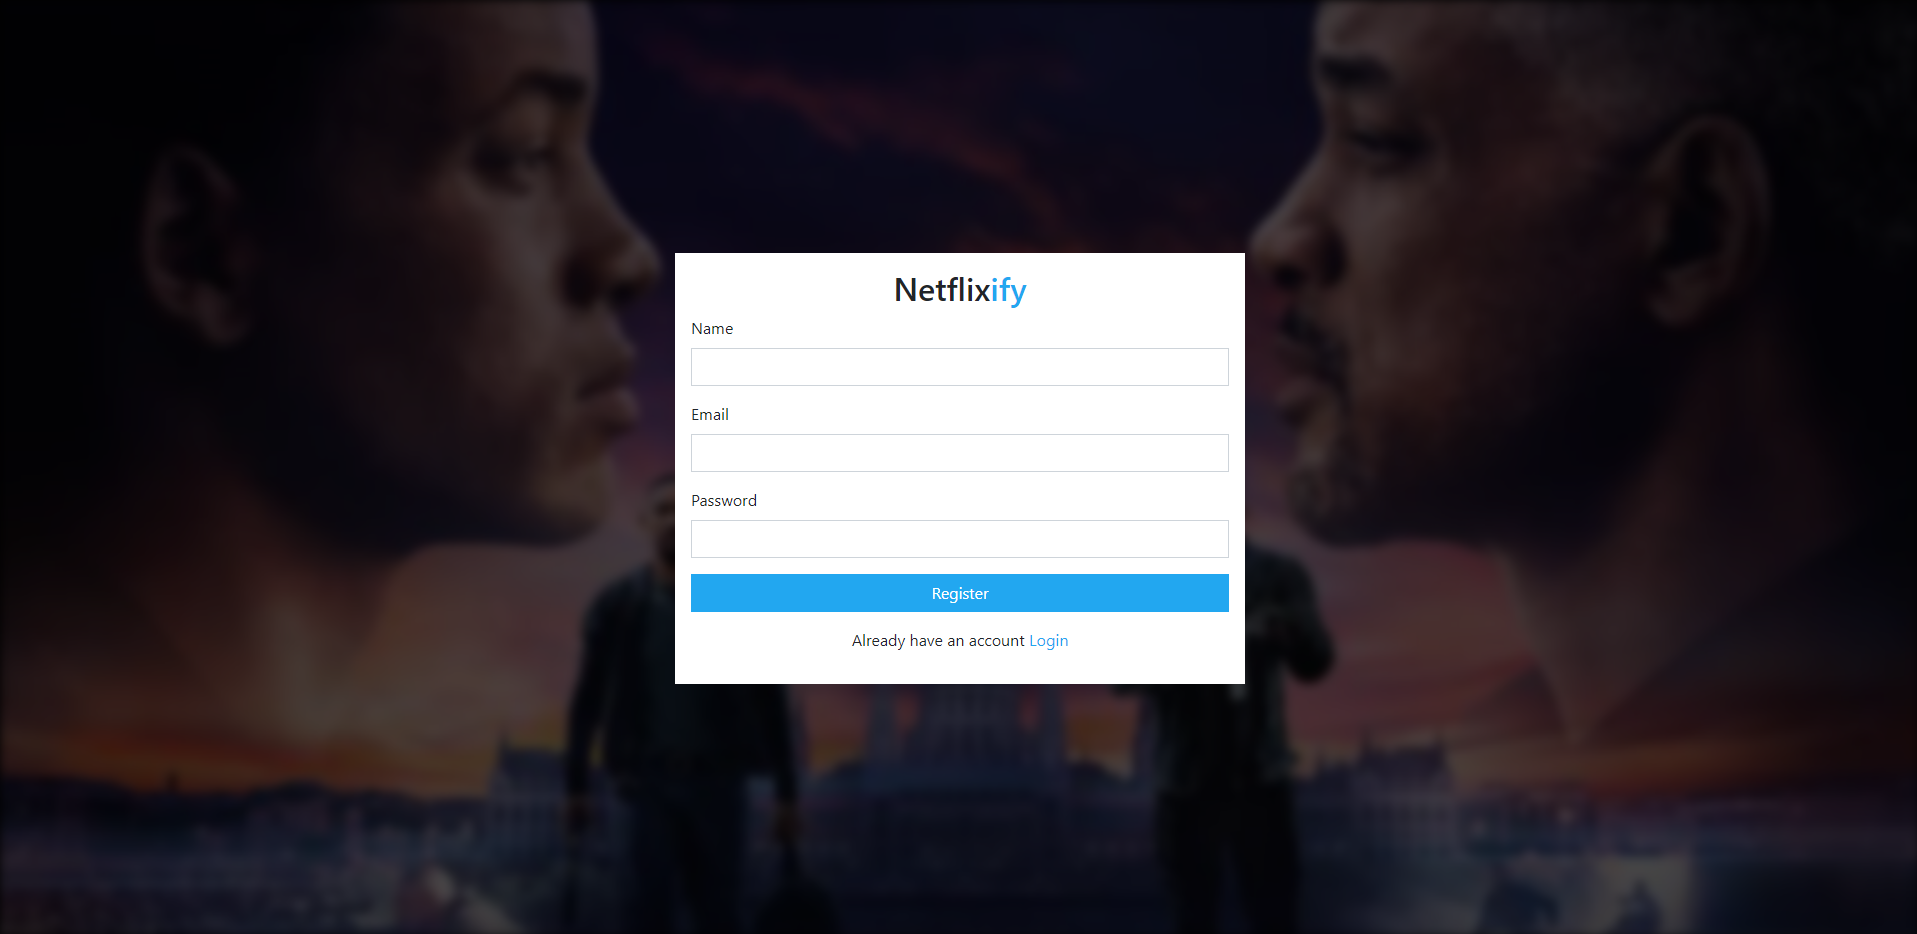 Netflixify
Name
Email
Password
Register
Already have an account Login